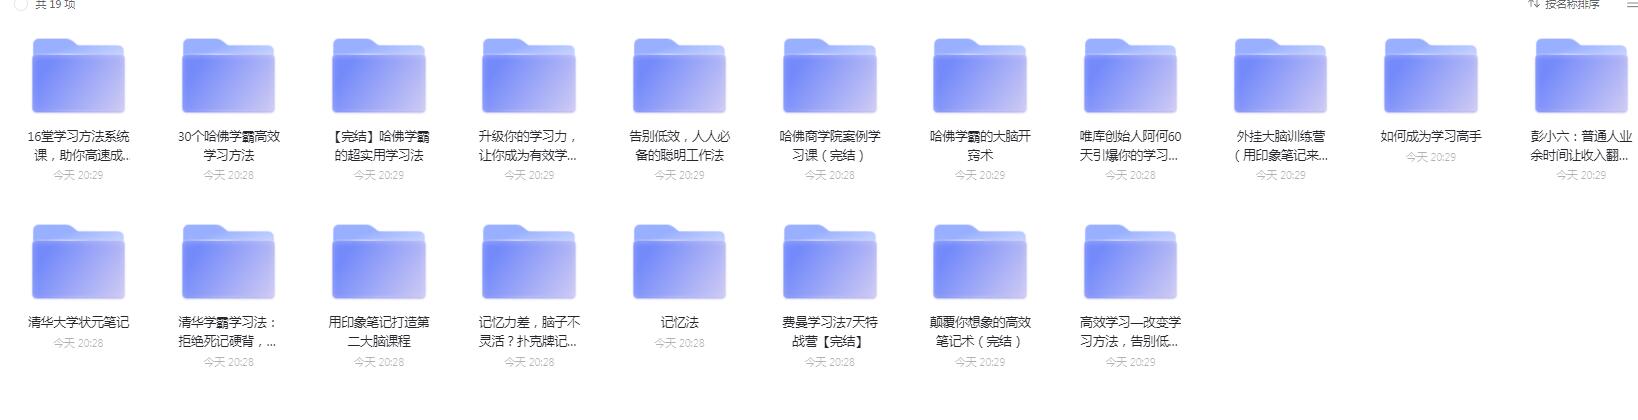 共 19 项
按名称排序
16堂学习方法系统
课，助你高速成...
今天 20:29
30个哈佛学霸高效
学习方法
今天 20:28
【完结】哈佛学霸
的超实用学习法
今天 20:29
升级你的学习力，
让你成为有效学...
今天 20:29
告别低效，人人必
备的聪明工作法
今天 20:29
哈佛商学院案例学
习课（完结）
今天 20:28
哈佛学霸的大脑开
窍术
今天 20:29
唯库创始人阿何60
天引爆你的学习...
今天 20:28
外挂大脑训练营
（用印象笔记来...
今天 20:29
如何成为学习高手
今天 20:29
彭小六：普通人业
余时间让收入翻...
今天 20:29
清华大学状元笔记
今天 20:28
清华学霸学习法：
拒绝死记硬背，...
今天 20:28
用印象笔记打造第
二大脑课程
今天 20:28
记忆力差，脑子不
灵活？扑克牌记...
今天 20:28
记忆法
今天 20:28
费曼学习法7天特
战营【完结】
今天 20:28
颠覆你想象的高效
笔记术（完结）
今天 20:29
高效学习—改变学
习方法，告别低...
今天 20:29